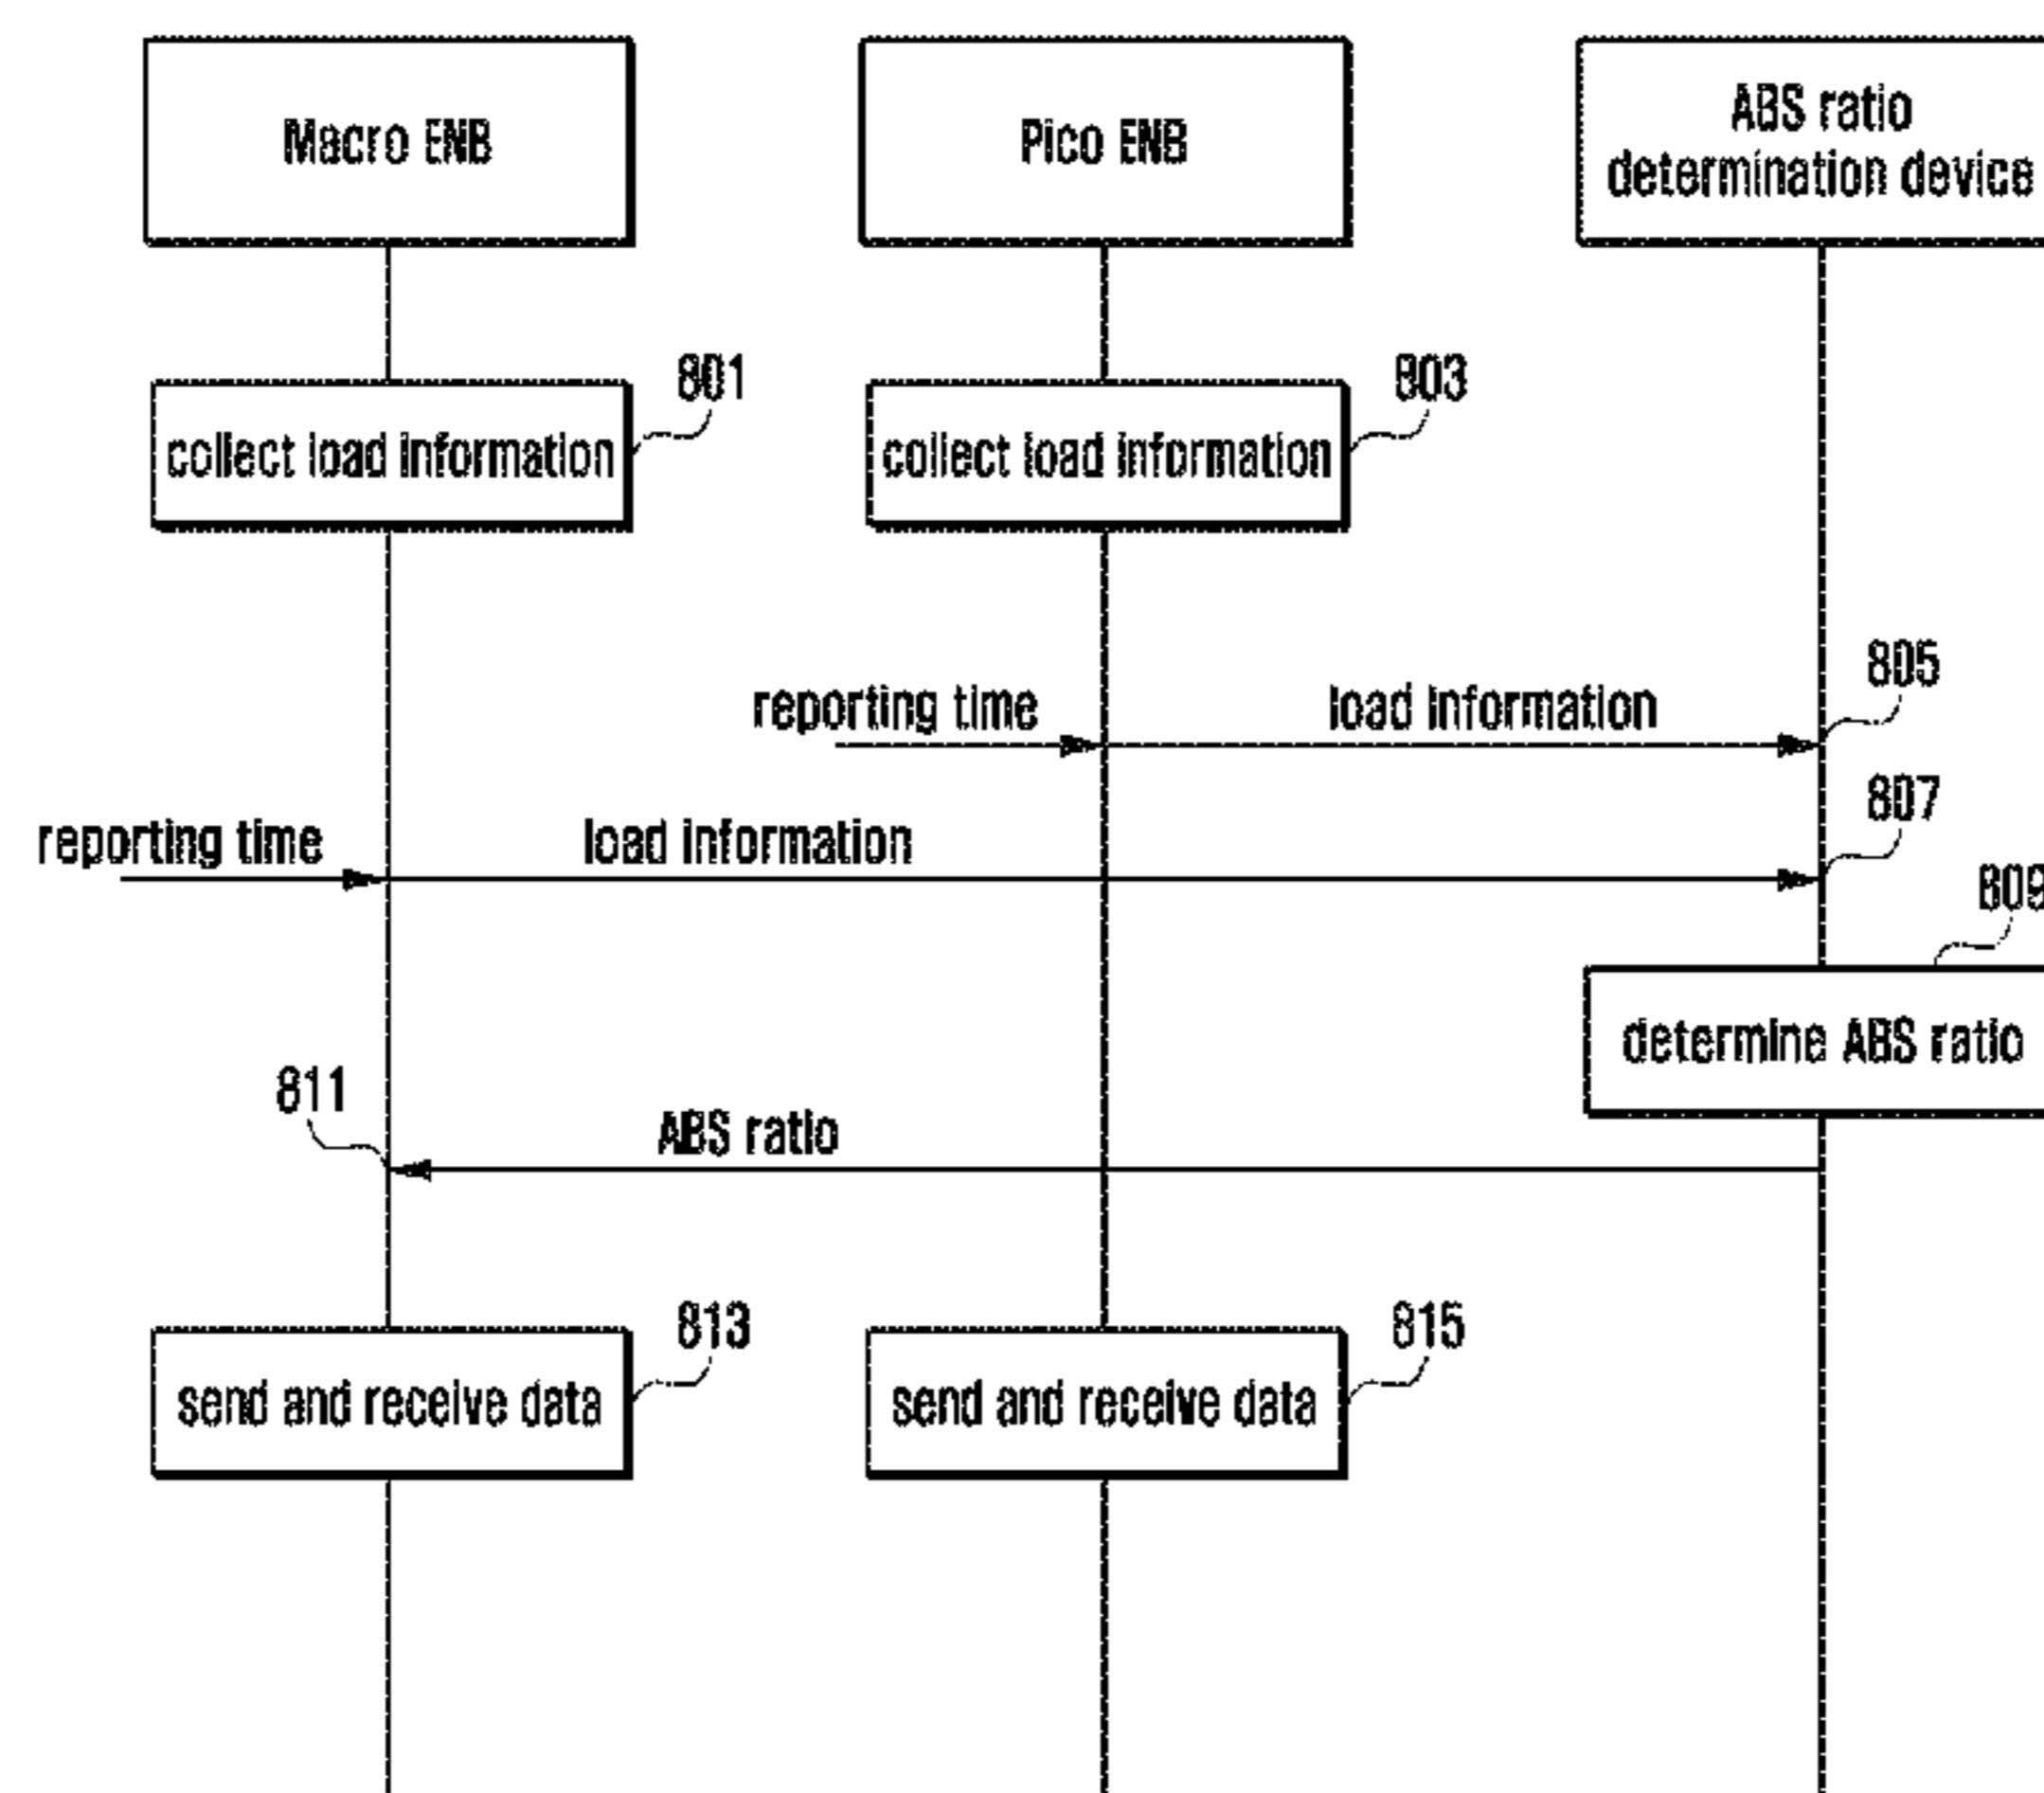 Macro ENB
Pico ENB
ABS ratio
determination device
801
803
collect load information
collect load information
805
reporting time
load information
807
reporting time
load information
809
determine ABS ratio
811
ABS ratio
813
815
send and receive data
send and receive data